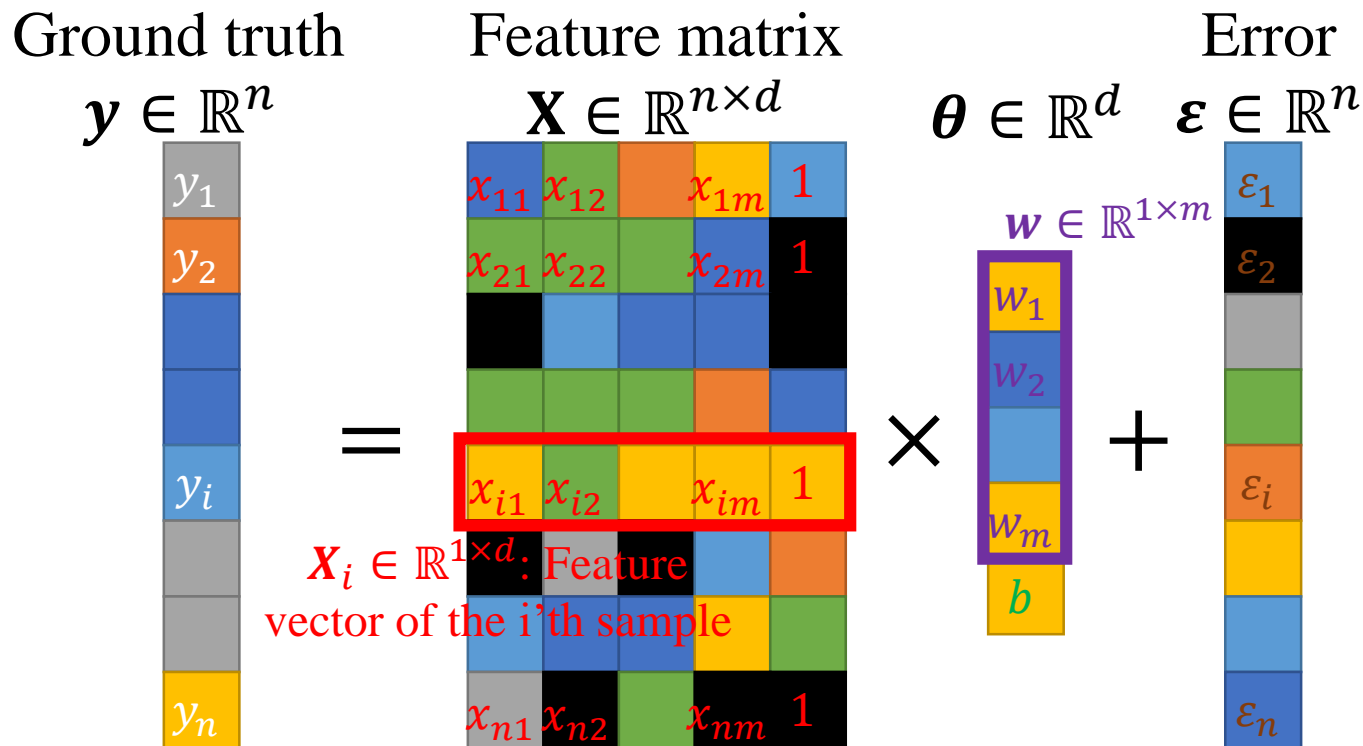 Ground truth Feature matrix Error
𝒚 ∈ ℝⁿ 𝐗 ∈ ℝⁿˣᵈ 𝜽 ∈ ℝᵈ 𝜺 ∈ ℝⁿ
y₁ x₁₁ x₁₂ x₁ₘ 1 ε₁
𝒘 ∈ ℝ¹ˣᵐ
y₂ x₂₁ x₂₂ x₂ₘ 1 ε₂
w₁
w₂
= × +
yᵢ xᵢ₁ xᵢ₂ xᵢₘ 1 εᵢ
wₘ
𝑿ᵢ ∈ ℝ¹ˣᵈ: Feature
vector of the i’th sample
b
yₙ xₙ₁ xₙ₂ xₙₘ 1 εₙ